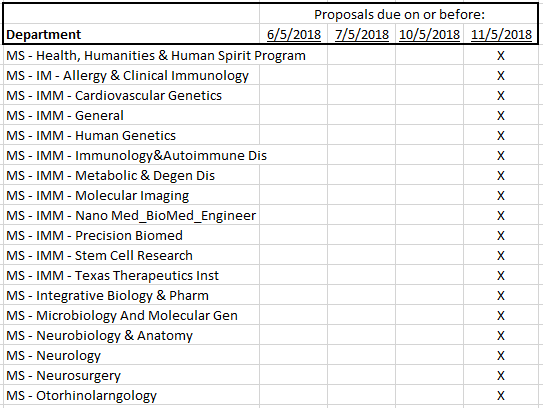 Proposals due on or before:
Department 6/5/2018 7/5/2018 10/5/2018 11/5/2018
MS - Health, Humanities & Human Spirit Program X
MS - IM - Allergy & Clinical Immunology X
MS - IMM - Cardiovascular Genetics X
MS - IMM - General X
MS - IMM - Human Genetics X
MS - IMM - Immunology&Autoimmune Dis X
MS - IMM - Metabolic & Degen Dis X
MS - IMM - Molecular Imaging X
MS - IMM - Nano Med_BioMed_Engineer X
MS - IMM - Precision Biomed X
MS - IMM - Stem Cell Research X
MS - IMM - Texas Therapeutics Inst X
MS - Integrative Biology & Pharm X
MS - Microbiology And Molecular Gen X
MS - Neurobiology & Anatomy X
MS - Neurology X
MS - Neurosurgery X
MS - Otorhinolarngology X